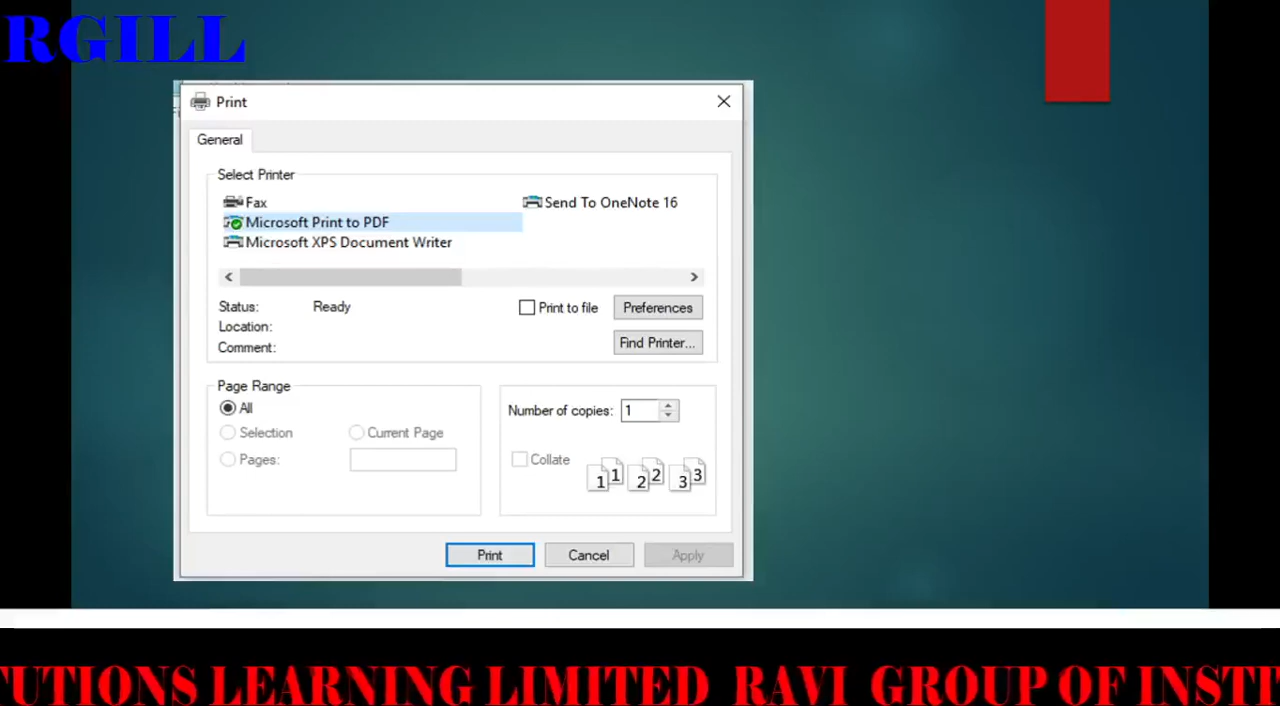 RGILL
Print
General
Select Printer
Fax
Send To OneNote 16
Microsoft Print to PDF
Microsoft XPS Document Writer
Status: Ready
Print to file
Preferences
Location:
Find Printer...
Comment:
Page Range
All
Number of copies: 1
Selection
Current Page
Pages:
Collate
1 1 2 2 3 3
Print
Cancel
Apply
TUTIONS LEARNING LIMITED RAVI GROUP OF INSTI